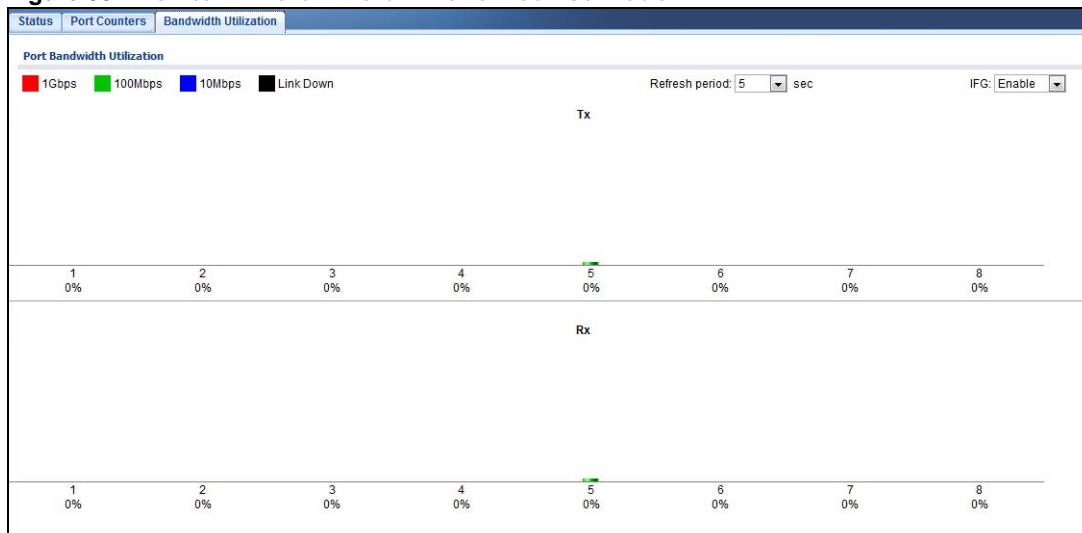 Status Port Counters Bandwidth Utilization
Port Bandwidth Utilization
1Gbps 100Mbps 10Mbps Link Down Refresh period: 5 sec IFG: Enable
Tx
1 2 3 4 5 6 7 8
0% 0% 0% 0% 0% 0% 0% 0%
Rx
1 2 3 4 5 6 7 8
0% 0% 0% 0% 0% 0% 0% 0%